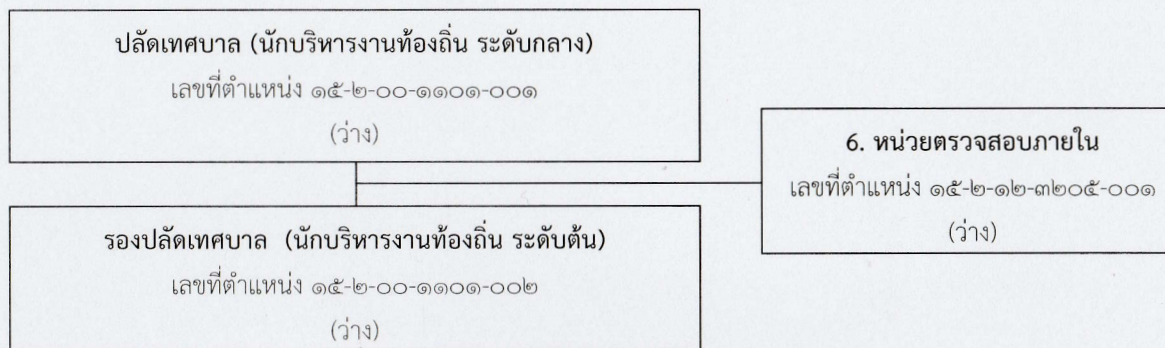 ปลัดเทศบาล (นักบริหารงานท้องถิ่น ระดับกลาง)
เลขที่ตำแหน่ง ๑๕-๒-๐๐-๑๑๐๑-๐๐๑
(ว่าง)
6. หน่วยตรวจสอบภายใน
เลขที่ตำแหน่ง ๑๕-๒-๑๒-๓๒๐๕-๐๐๑
(ว่าง)
รองปลัดเทศบาล (นักบริหารงานท้องถิ่น ระดับต้น)
เลขที่ตำแหน่ง ๑๕-๒-๐๐-๑๑๐๑-๐๐๒
(ว่าง)